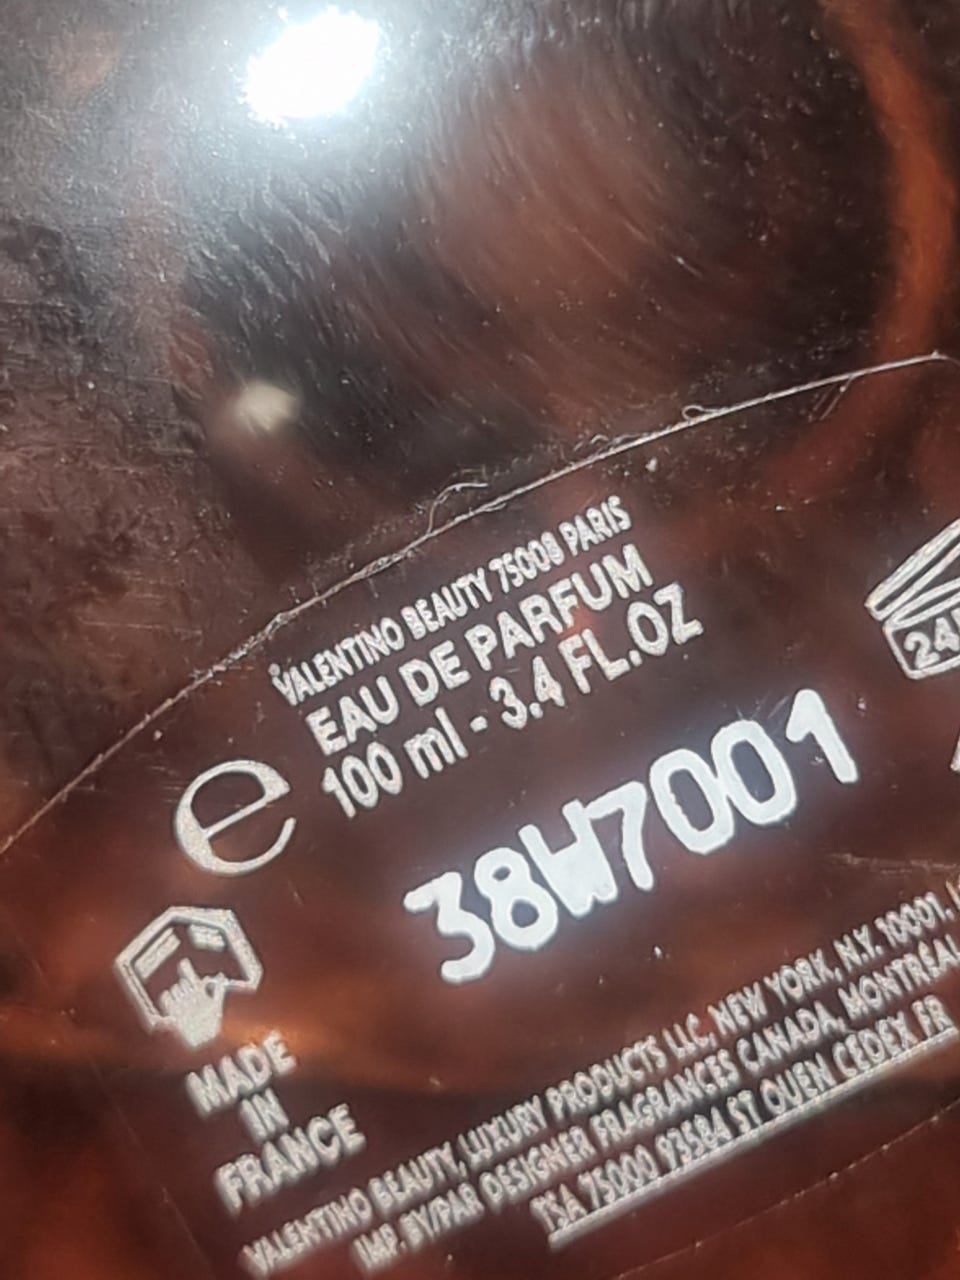 VALENTINO BEAUTY 75008 PARIS
EAU DE PARFUM
100 ml - 3.4 FL.OZ
e
24
38W7001
MADE
IN
FRANCE
VALENTINO BEAUTY, LUXURY PRODUCTS LLC, NEW YORK, N.Y. 10001,
IMP. BY/PAR DESIGNER FRAGRANCES CANADA, MONTRÉAL
TSA 75000 93584 ST OUEN CEDEX FR